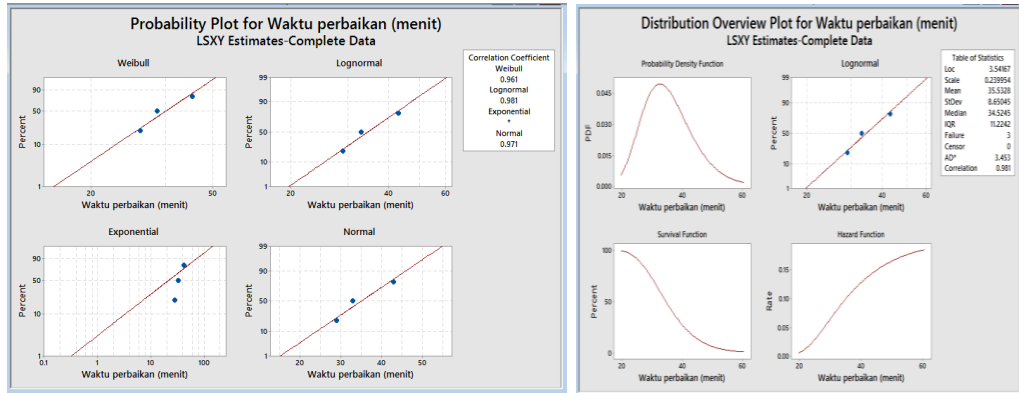 Probability Plot for Waktu perbaikan (menit)
LSXY Estimates-Complete Data
Weibull
Percent
90
50
10
1
20
50
Waktu perbaikan (menit)
Lognormal
Percent
99
90
50
10
1
20
40
60
Waktu perbaikan (menit)
Correlation Coefficient
Weibull
0.961
Lognormal
0.981
Exponential
*
Normal
0.971
Exponential
Percent
90
50
10
1
0.1
1
10
100
Waktu perbaikan (menit)
Normal
Percent
99
90
50
10
1
20
30
40
50
Waktu perbaikan (menit)
Distribution Overview Plot for Waktu perbaikan (menit)
LSXY Estimates-Complete Data
Probability Density Function
PDF
0.045
0.030
0.015
0.000
20
40
60
Waktu perbaikan (menit)
Lognormal
Percent
99
90
50
10
1
20
40
60
Waktu perbaikan (menit)
Table of Statistics
Loc 3.54167
Scale 0.239954
Mean 35.5328
StDev 8.65045
Median 34.5245
IQR 11.2242
Failure 3
Censor 0
AD* 3.453
Correlation 0.981
Survival Function
Percent
100
50
0
20
40
60
Waktu perbaikan (menit)
Hazard Function
Rate
0.15
0.10
0.05
0.00
20
40
60
Waktu perbaikan (menit)